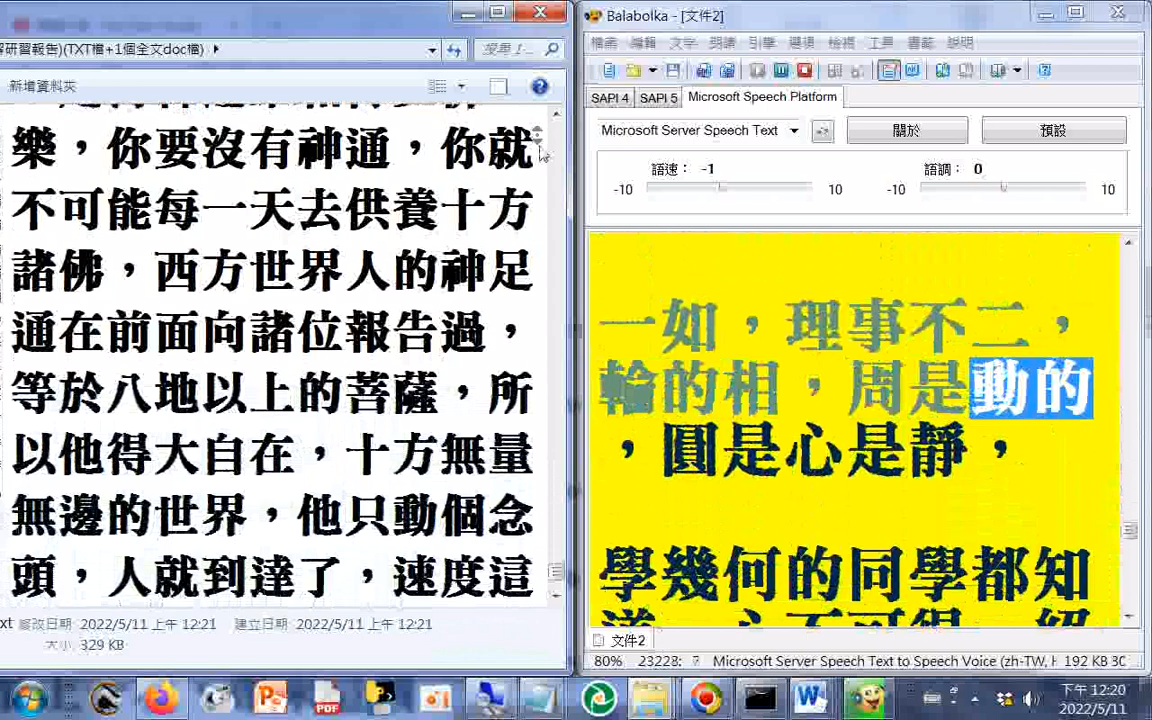 Balabolka - [文件2]
解研習報告)(TXT檔+1個全文doc檔)
搜尋 1...
檔案 編輯 文字 閱讀 引擎 選項 檢視 工具 書籤 說明
新增資料夾
SAPI 4 SAPI 5 Microsoft Speech Platform
Microsoft Server Speech Text
關於
預設
語速： -1
語調： 0
-10 10 -10 10
樂，你要沒有神通，你就
不可能每一天去供養十方
諸佛，西方世界人的神足
通在前面向諸位報告過，
等於八地以上的菩薩，所
以他得大自在，十方無量
無邊的世界，他只動個念
頭，人就到達了，速度這
一如，理事不二，
輪的相，周是動的
，圓是心是靜，
學幾何的同學都知
xt 修改日期: 2022/5/11 上午 12:21 建立日期: 2022/5/11 上午 12:21
大小: 329 KB
文件2
80% 23228: ? Microsoft Server Speech Text to Speech Voice (zh-TW, H 192 KB 3C
下午 12:20
2022/5/11